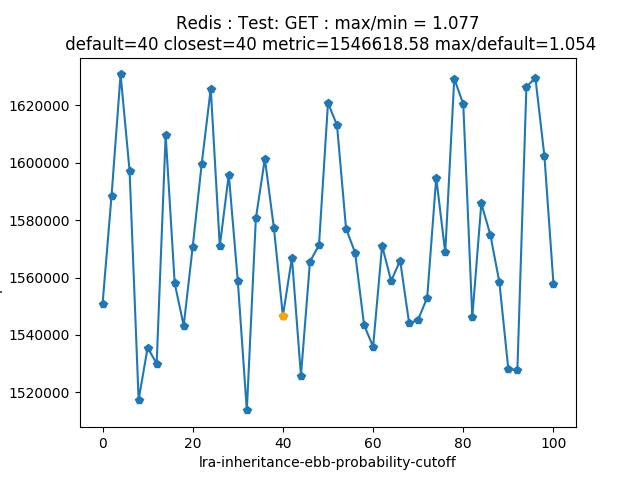 Redis : Test: GET : max/min = 1.077
default=40 closest=40 metric=1546618.58 max/default=1.054
1620000
1600000
1580000
1560000
1540000
1520000
0 20 40 60 80 100
lra-inheritance-ebb-probability-cutoff